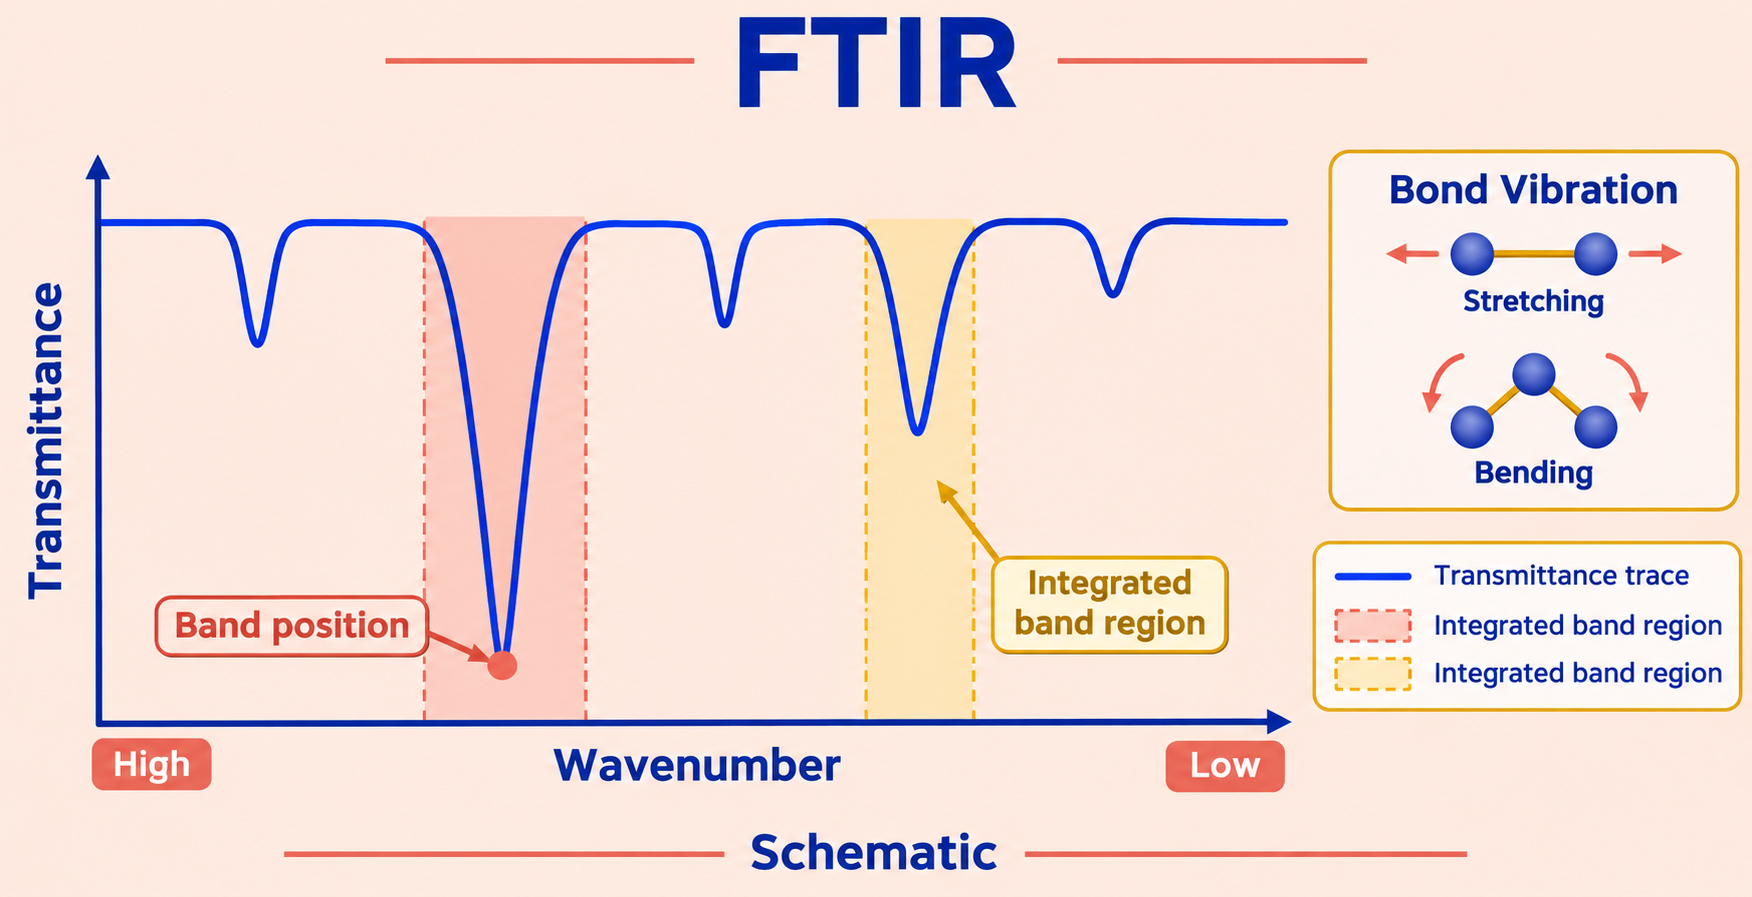 FTIR
Transmittance
Band position
Integrated
band region
High
Wavenumber
Low
Bond Vibration
Stretching
Bending
Transmittance trace
Integrated band region
Integrated band region
Schematic